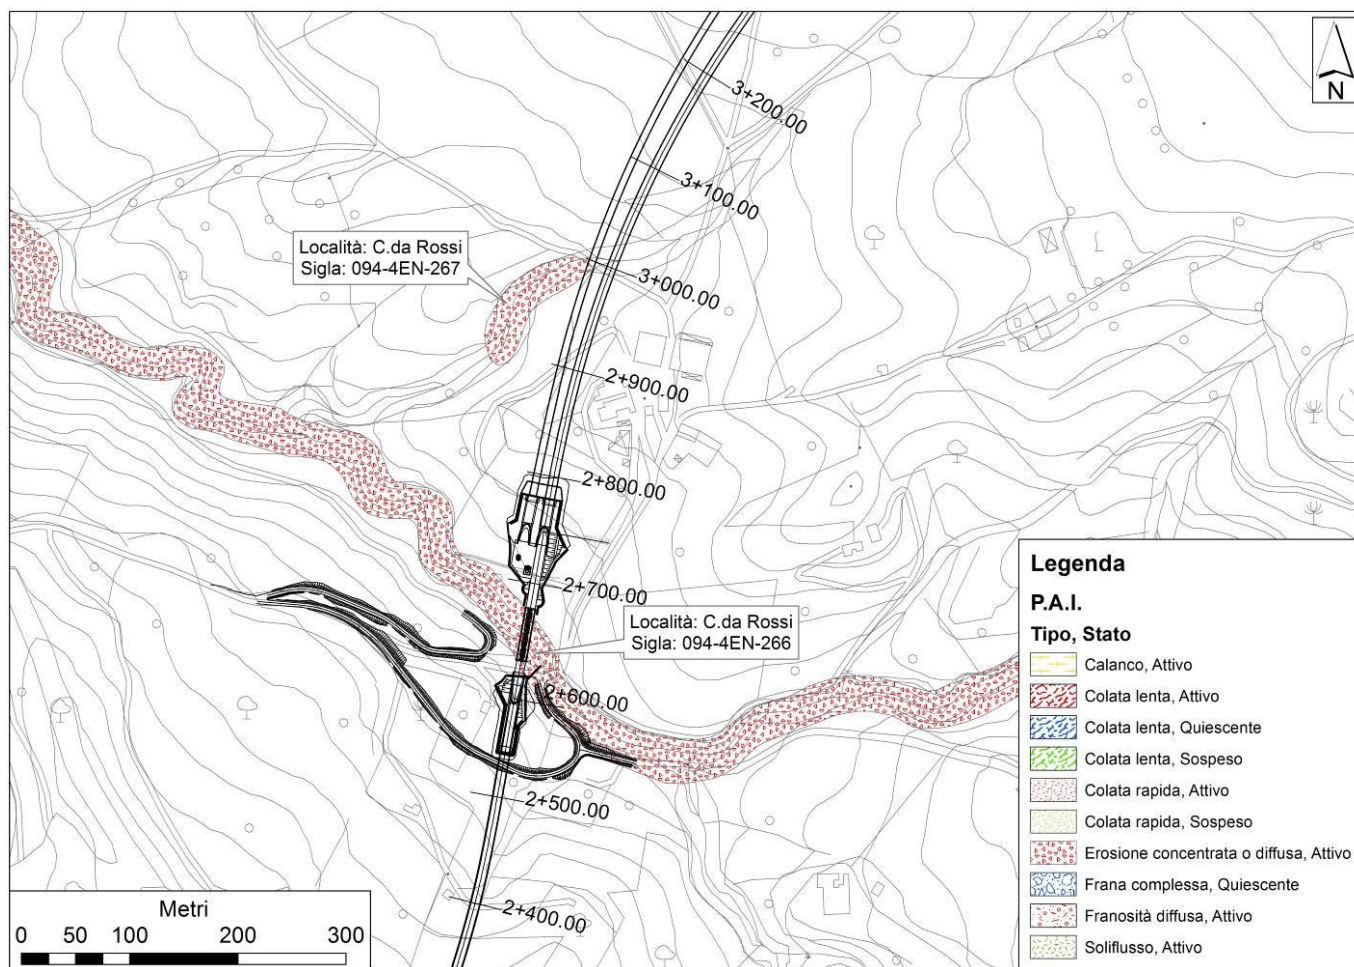 N
3+200.00
3+100.00
Località: C.da Rossi
Sigla: 094-4EN-267
3+000.00
2+900.00
2+800.00
2+700.00
Località: C.da Rossi
Sigla: 094-4EN-266
2+600.00
2+500.00
2+400.00
Metri
0 50 100 200 300
Legenda
P.A.I.
Tipo, Stato
Calanco, Attivo
Colata lenta, Attivo
Colata lenta, Quiescente
Colata lenta, Sospeso
Colata rapida, Attivo
Colata rapida, Sospeso
Erosione concentrata o diffusa, Attivo
Frana complessa, Quiescente
Franosità diffusa, Attivo
Soliflusso, Attivo